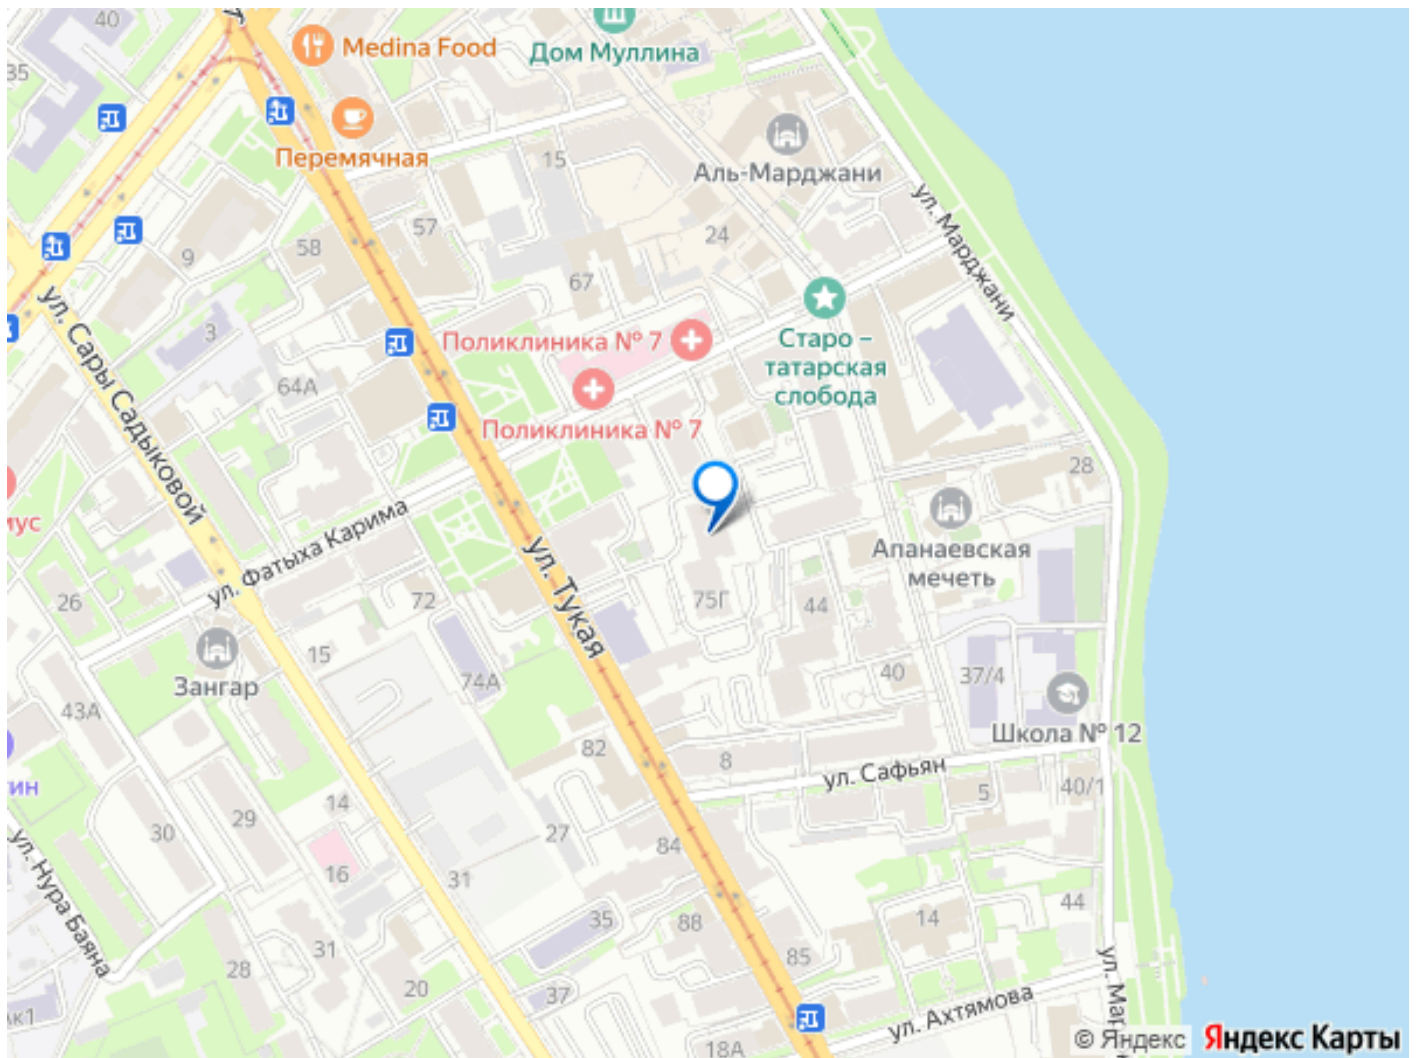 40
Medina Food
Дом Муллина
35
Перемячная
15
Аль-Марджани
ул. Марджани
57
58
24
9
67
3
Поликлиника № 7
Старо –
татарская
слобода
ул. Сары Садыковой
64А
Поликлиника № 7
28
ул. Фатыха Карима
ул. Тукая
Апанаевская
мечеть
26
72
75Г
44
15
Зангар
74А
40
37/4
43А
Школа № 12
82
8
ул. Сафьян
5
40/1
ин
14
29
30
27
84
ул. Нура Баяна
16
31
44
35
88
14
31
28
85
20
37
ул. Ахтямова
18А
© Яндекс
Яндекс Карты